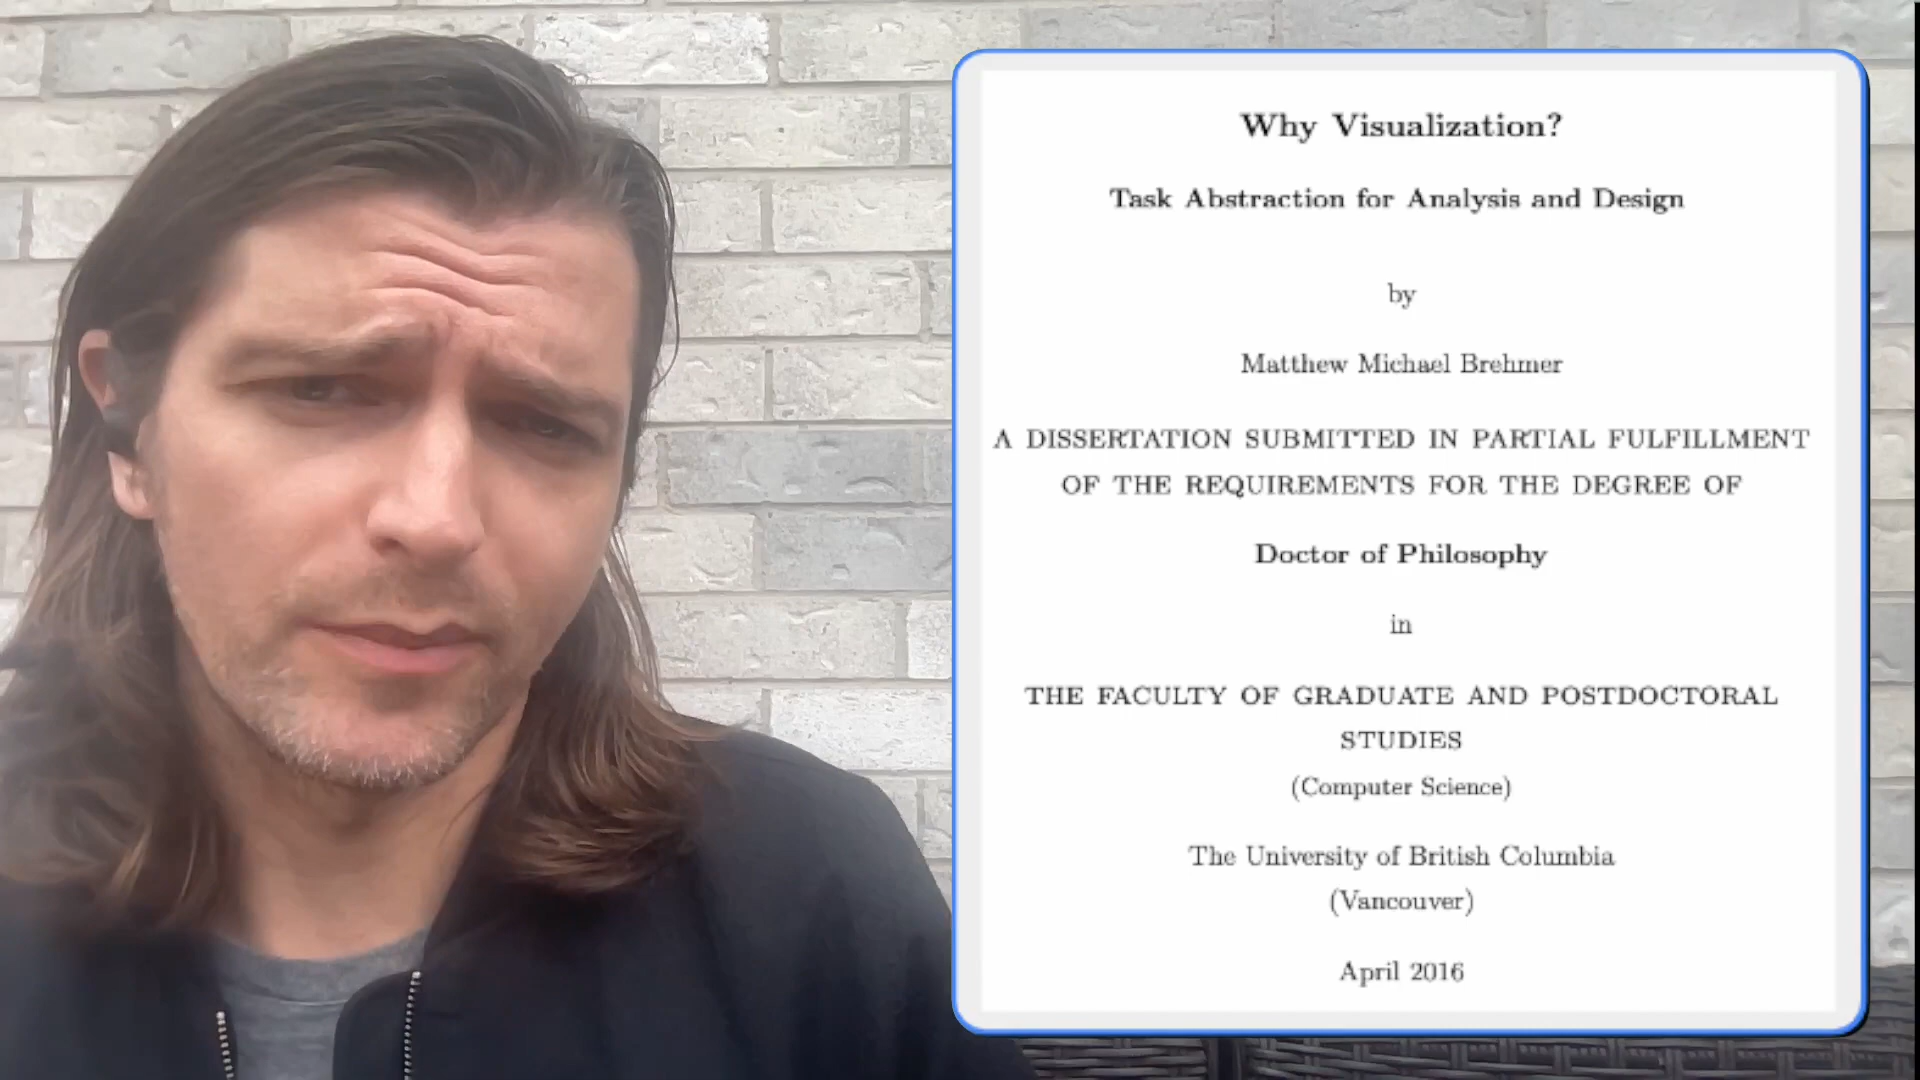 Why Visualization?
Task Abstraction for Analysis and Design
by
Matthew Michael Brehmer
A DISSERTATION SUBMITTED IN PARTIAL FULFILLMENT
OF THE REQUIREMENTS FOR THE DEGREE OF
Doctor of Philosophy
in
THE FACULTY OF GRADUATE AND POSTDOCTORAL
STUDIES
(Computer Science)
The University of British Columbia
(Vancouver)
April 2016